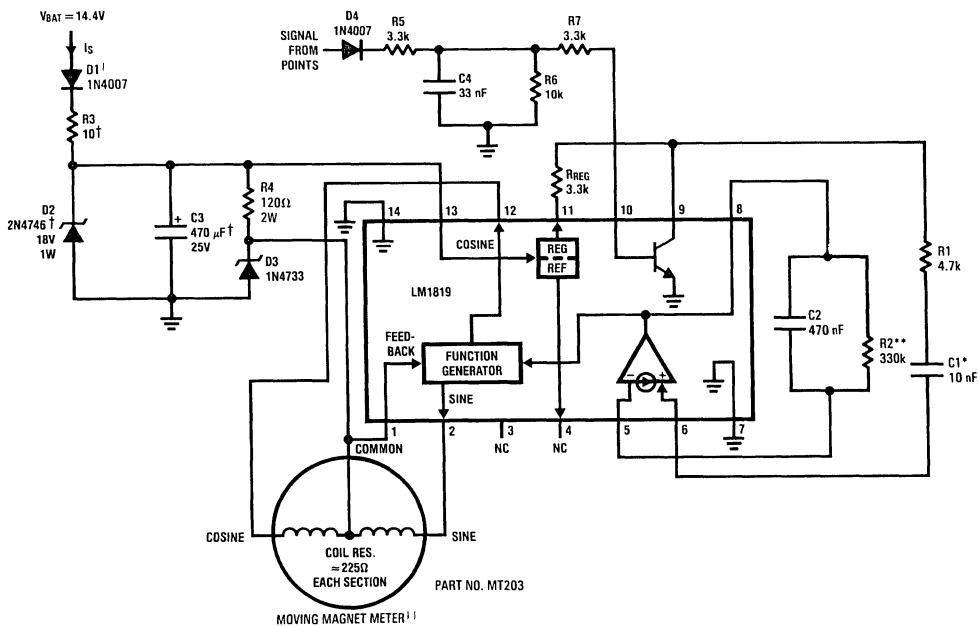 VBAT = 14.4V
IS
D1††
1N4007
R3
10†
D2
2N4746†
18V
1W
C3
470 µF†
25V
R4
120Ω
2W
D3
1N4733
SIGNAL
FROM
POINTS
D4
1N4007
R5
3.3k
C4
33 nF
R6
10k
R7
3.3k
RREG
3.3k
14
13
12
11
10
9
8
COSINE
REG
REF
LM1819
FEED-
BACK
FUNCTION
GENERATOR
SINE
- +
1
2
3
4
5
6
7
COMMON
NC
NC
C2
470 nF
R2**
330k
R1
4.7k
C1*
10 nF
COSINE
SINE
COIL RES.
≈225Ω
EACH SECTION
PART NO. MT203
MOVING MAGNET METER††